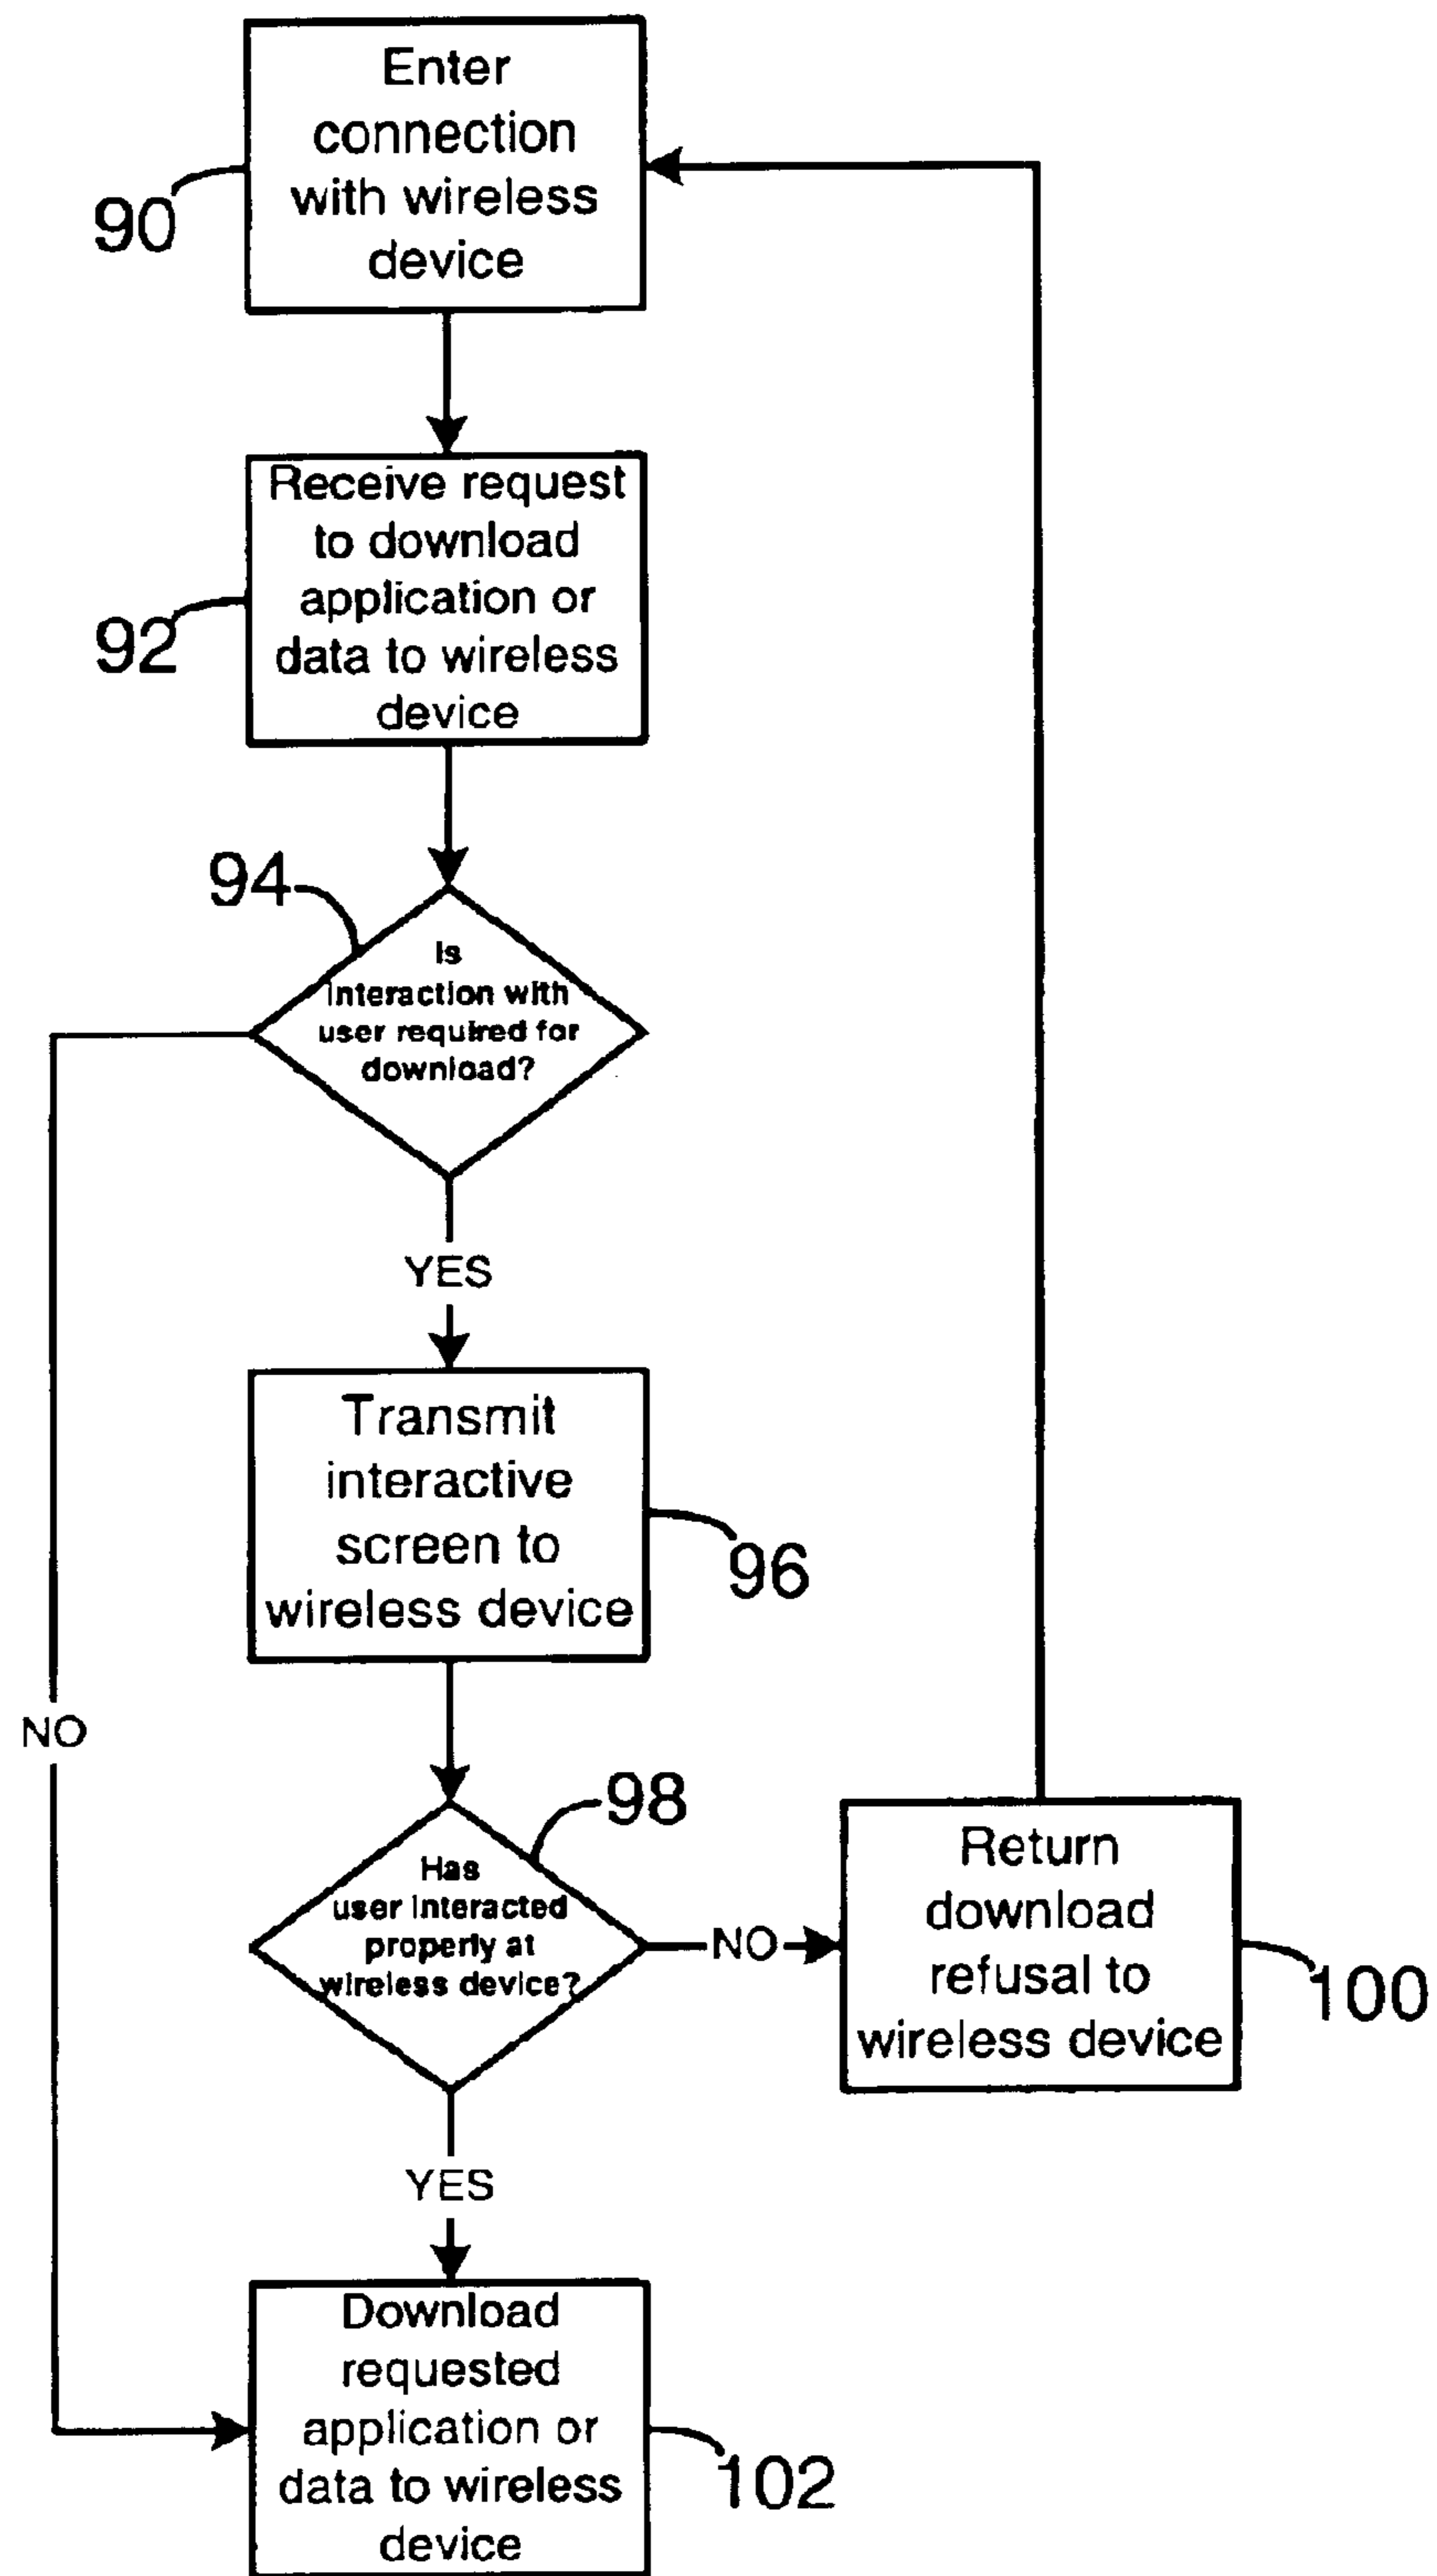 Enter
connection
with wireless
device
90
Receive request
to download
application or
data to wireless
device
92
94
Is
interaction with
user required for
download?
YES
Transmit
interactive
screen to
wireless device
96
NO
98
Has
user interacted
properly at
wireless device?
NO
Return
download
refusal to
wireless device
100
YES
Download
requested
application or
data to wireless
device
102